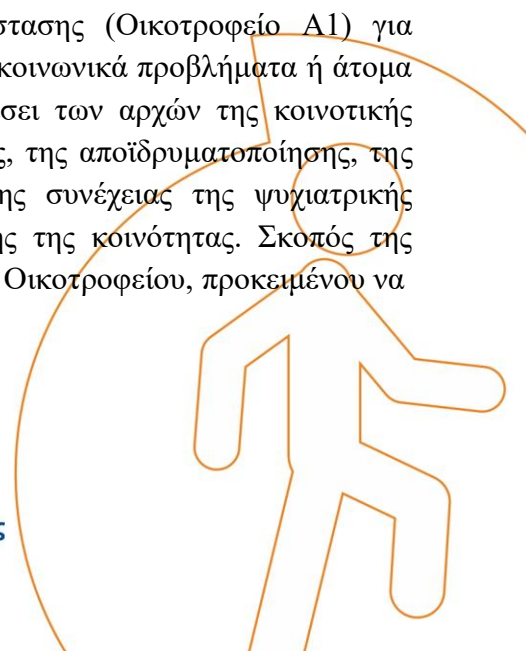 στασης (Οικοτροφείο Α1) για
κοινωνικά προβλήματα ή άτομα
σει των αρχών της κοινοτικής
ς, της αποϊδρυματοποίησης, της
ης συνέχειας της ψυχιατρικής
ης της κοινότητας. Σκοπός της
Οικοτροφείου, προκειμένου να
ς